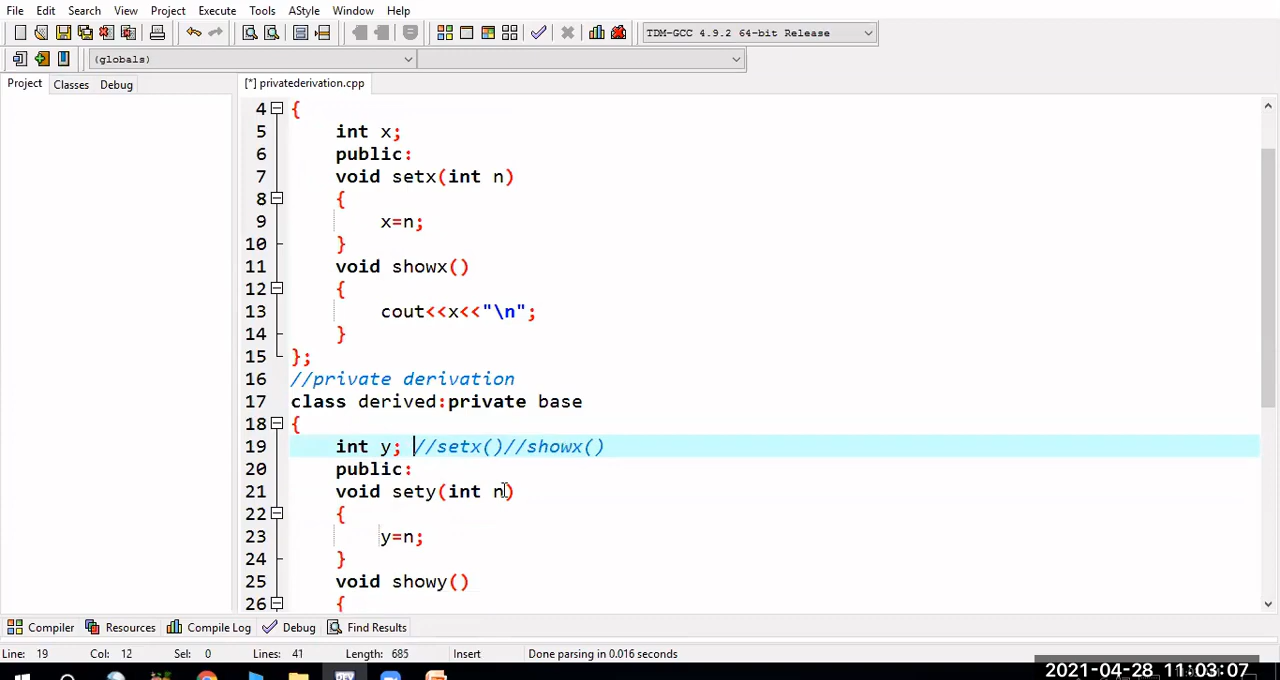 File Edit Search View Project Execute Tools AStyle Window Help
TDM-GCC 4.9.2 64-bit Release
(globals)
Project Classes Debug [*] privatederivation.cpp
4 {
5 int x;
6 public:
7 void setx(int n)
8 {
9 x=n;
10 }
11 void showx()
12 {
13 cout<<x<<"\n";
14 }
15 };
16 //private derivation
17 class derived:private base
18 {
19 int y; //setx()//showx()
20 public:
21 void sety(int n)
22 {
23 y=n;
24 }
25 void showy()
26 {
Compiler Resources Compile Log Debug Find Results
Line: 19 Col: 12 Sel: 0 Lines: 41 Length: 685 Insert Done parsing in 0.016 seconds
DEV
2021-04-28 11:03:07